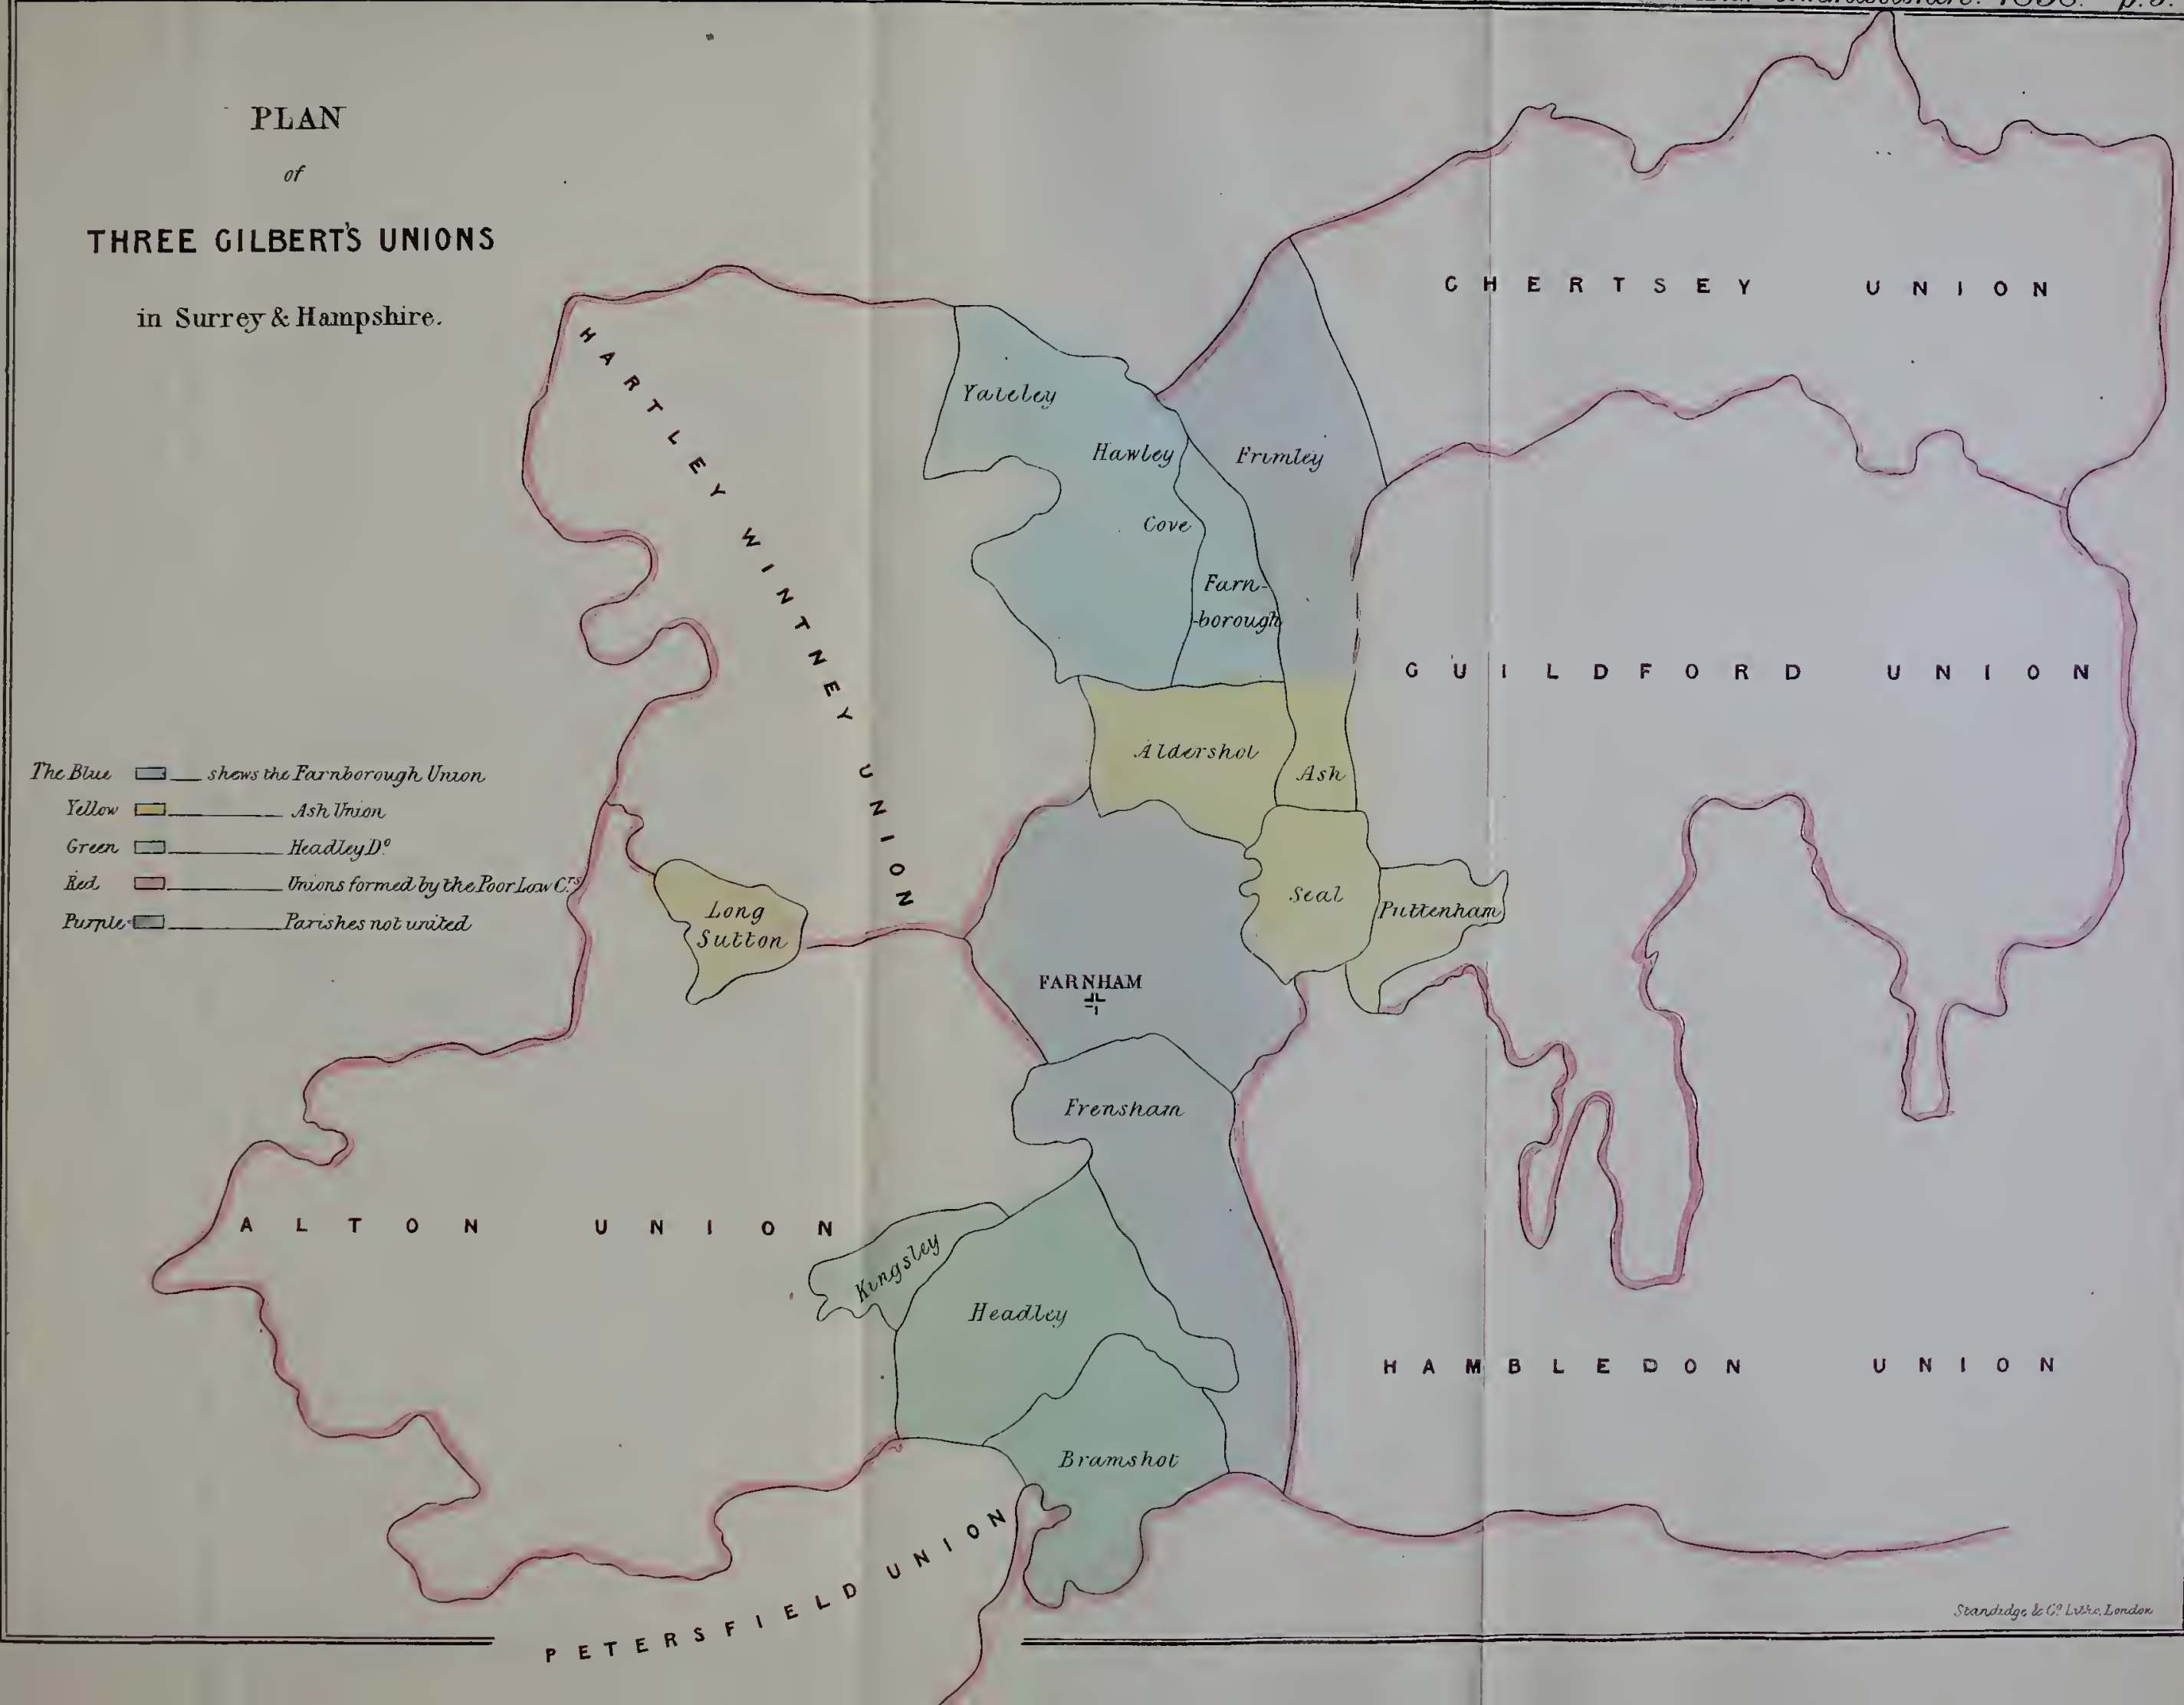 1838. p.5.
PLAN
of
THREE GILBERT'S UNIONS
in Surrey & Hampshire.
CHERTSEY UNION
HARTLEY WINTNEY UNION
Yateley
Hawley
Frimley
Cove
Farn-
-borough
GUILDFORD UNION
Aldershot
Ash
The Blue shews the Farnborough Union
Yellow Ash Union
Green Headley Dº
Red Unions formed by the Poor Law C.rs
Purple Parishes not united
Long
Sutton
Seal
Puttenham
FARNHAM
Frensham
ALTON UNION
Kingsley
Headley
HAMBLEDON UNION
Bramshot
PETERSFIELD UNION
Standidge & Cº Litho, London